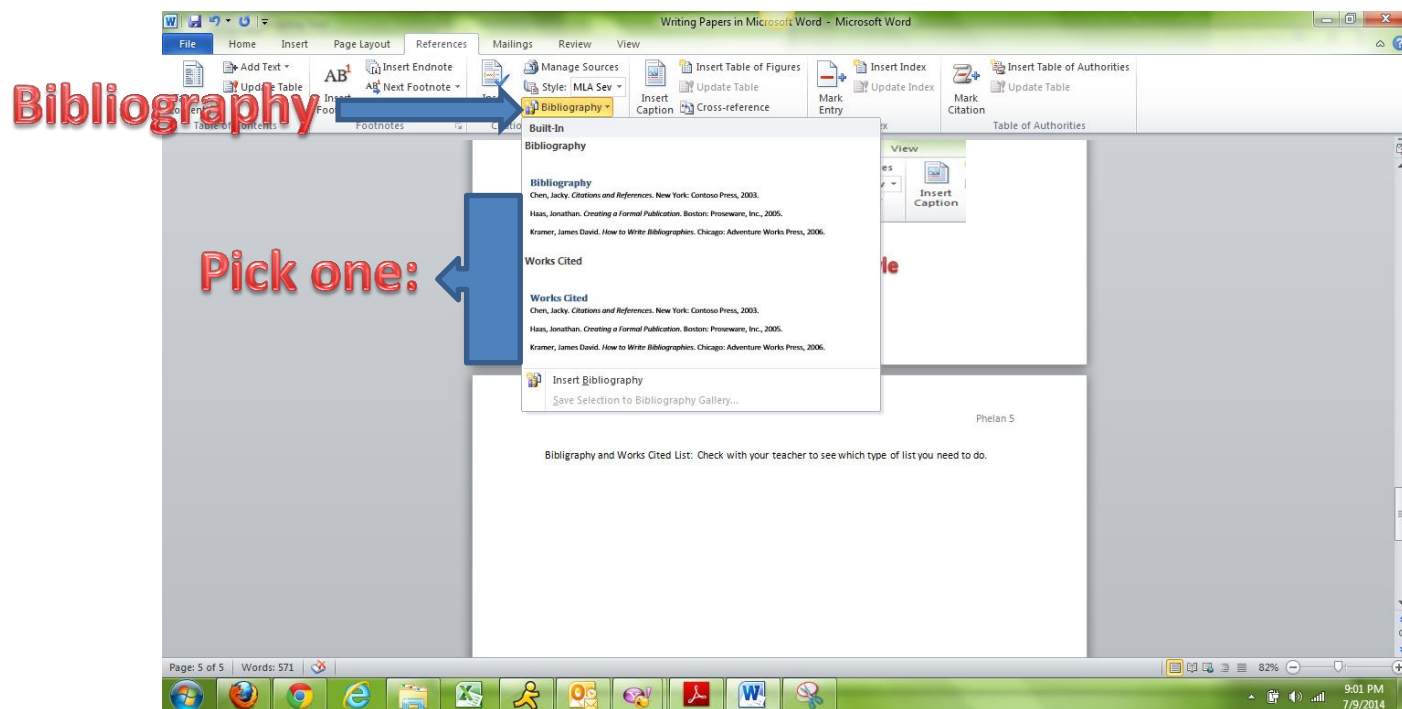 Writing Papers in Microsoft Word - Microsoft Word
File Home Insert Page Layout References Mailings Review View
Add Text
Update Table
Table of Contents
AB1
Insert Endnote
Next Footnote
Insert
Footnotes
Manage Sources
Style: MLA Sev
Bibliography
Insert Caption
Insert Table of Figures
Update Table
Cross-reference
Mark Entry
Insert Index
Update Index
Mark Citation
Insert Table of Authorities
Update Table
Table of Authorities
Bibliography
Built-In
Bibliography
Bibliography
Chen, Jacky. Citations and References. New York: Contoso Press, 2003.
Haas, Jonathan. Creating a Formal Publication. Boston: Proseware, Inc., 2005.
Kramer, James David. How to Write Bibliographies. Chicago: Adventure Works Press, 2006.
Pick one:
Works Cited
Works Cited
Chen, Jacky. Citations and References. New York: Contoso Press, 2003.
Haas, Jonathan. Creating a Formal Publication. Boston: Proseware, Inc., 2005.
Kramer, James David. How to Write Bibliographies. Chicago: Adventure Works Press, 2006.
Insert Bibliography
Save Selection to Bibliography Gallery...
View
Insert
Caption
Phelan 5
Bibligraphy and Works Cited List: Check with your teacher to see which type of list you need to do.
Page: 5 of 5 Words: 571
82%
9:01 PM
7/9/2014